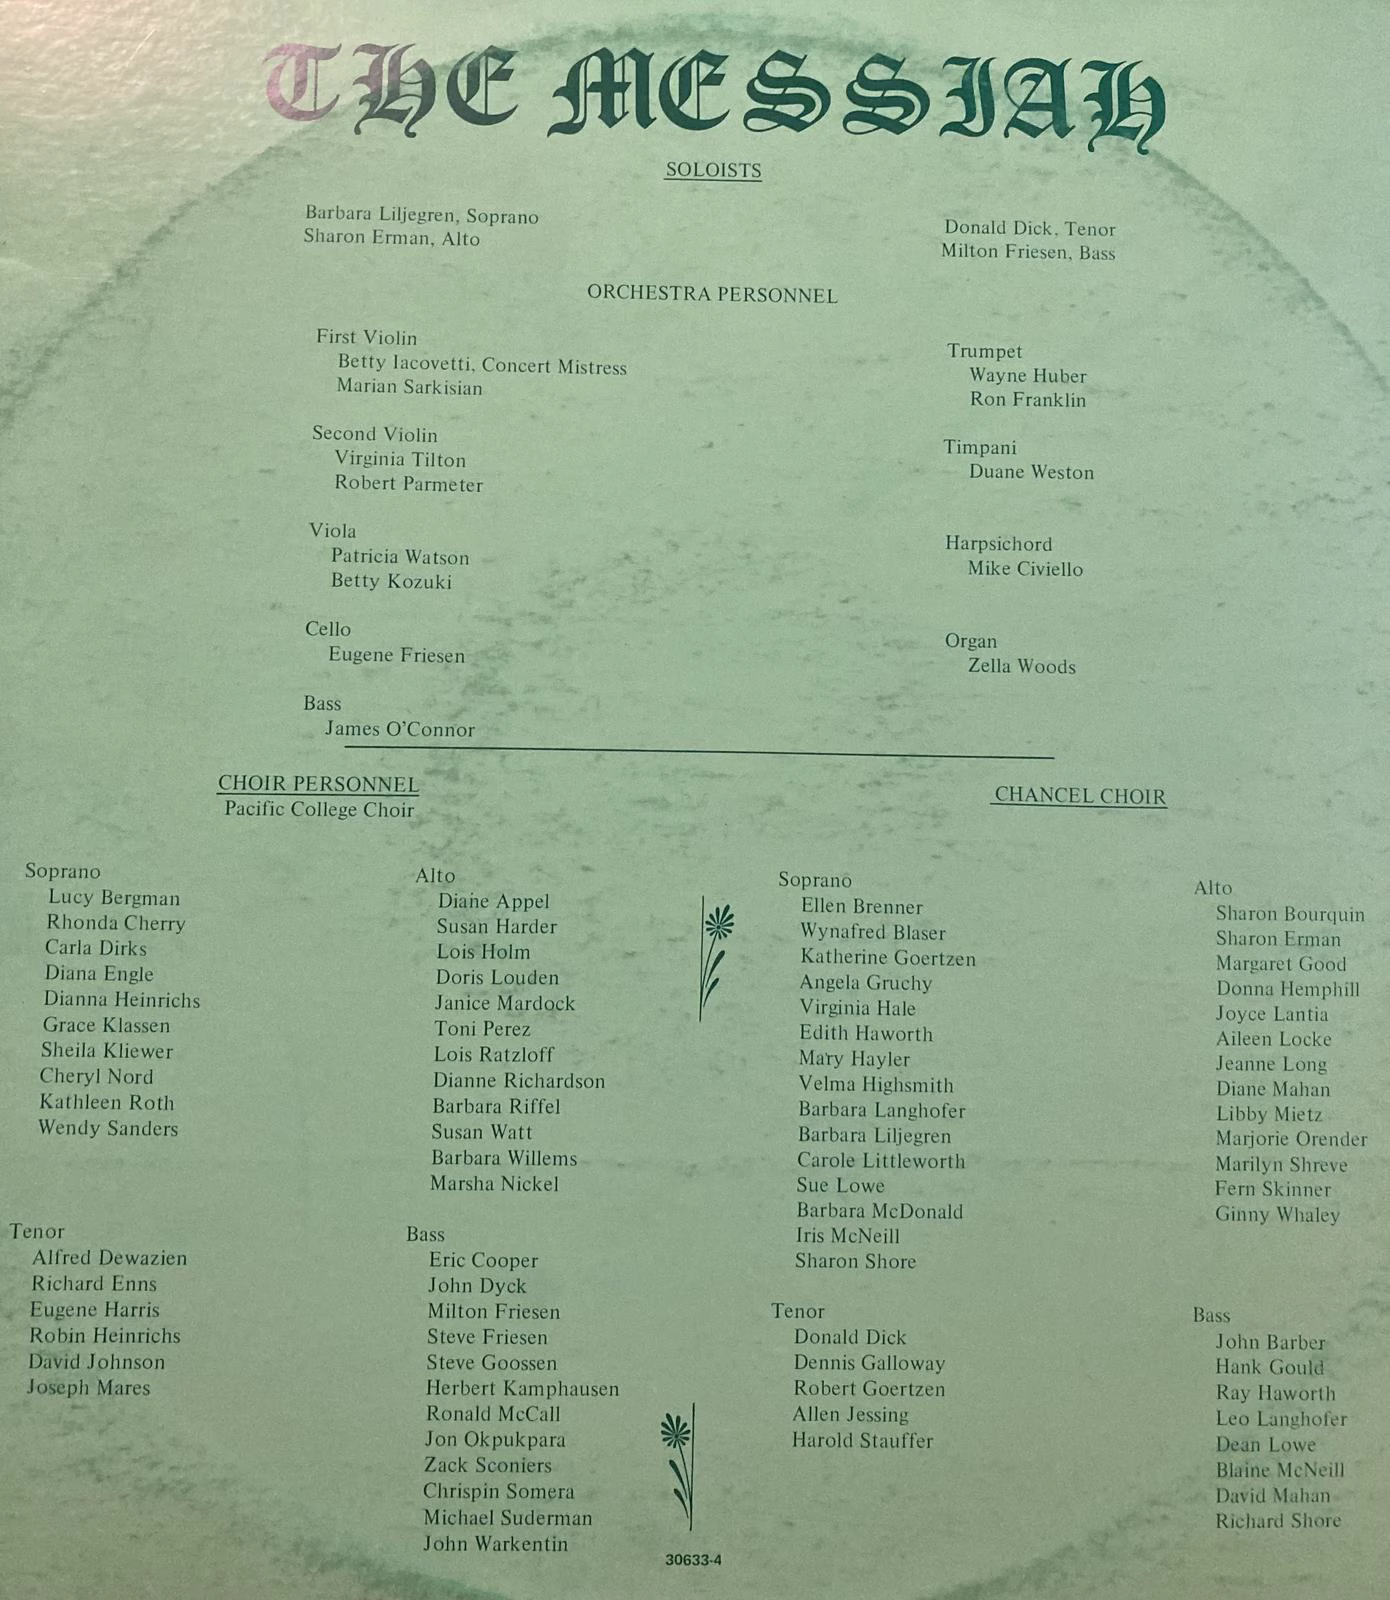 THE MESSIAH
SOLOISTS
Barbara Liljegren, Soprano
Sharon Erman, Alto
Donald Dick, Tenor
Milton Friesen, Bass
ORCHESTRA PERSONNEL
First Violin
Betty Iacovetti, Concert Mistress
Marian Sarkisian
Second Violin
Virginia Tilton
Robert Parmeter
Viola
Patricia Watson
Betty Kozuki
Cello
Eugene Friesen
Bass
James O'Connor
Trumpet
Wayne Huber
Ron Franklin
Timpani
Duane Weston
Harpsichord
Mike Civiello
Organ
Zella Woods
CHOIR PERSONNEL
Pacific College Choir
Soprano
Lucy Bergman
Rhonda Cherry
Carla Dirks
Diana Engle
Dianna Heinrichs
Grace Klassen
Sheila Kliewer
Cheryl Nord
Kathleen Roth
Wendy Sanders
Tenor
Alfred Dewazien
Richard Enns
Eugene Harris
Robin Heinrichs
David Johnson
Joseph Mares
Alto
Diane Appel
Susan Harder
Lois Holm
Doris Louden
Janice Mardock
Toni Perez
Lois Ratzloff
Dianne Richardson
Barbara Riffel
Susan Watt
Barbara Willems
Marsha Nickel
Bass
Eric Cooper
John Dyck
Milton Friesen
Steve Friesen
Steve Goossen
Herbert Kamphausen
Ronald McCall
Jon Okpukpara
Zack Sconiers
Chrispin Somera
Michael Suderman
John Warkentin
CHANCEL CHOIR
Soprano
Ellen Brenner
Wynafred Blaser
Katherine Goertzen
Angela Gruchy
Virginia Hale
Edith Haworth
Mary Hayler
Velma Highsmith
Barbara Langhofer
Barbara Liljegren
Carole Littleworth
Sue Lowe
Barbara McDonald
Iris McNeill
Sharon Shore
Tenor
Donald Dick
Dennis Galloway
Robert Goertzen
Allen Jessing
Harold Stauffer
Alto
Sharon Bourquin
Sharon Erman
Margaret Good
Donna Hemphill
Joyce Lantia
Aileen Locke
Jeanne Long
Diane Mahan
Libby Mietz
Marjorie Orender
Marilyn Shreve
Fern Skinner
Ginny Whaley
Bass
John Barber
Hank Gould
Ray Haworth
Leo Langhofer
Dean Lowe
Blaine McNeill
David Mahan
Richard Shore
30633-4